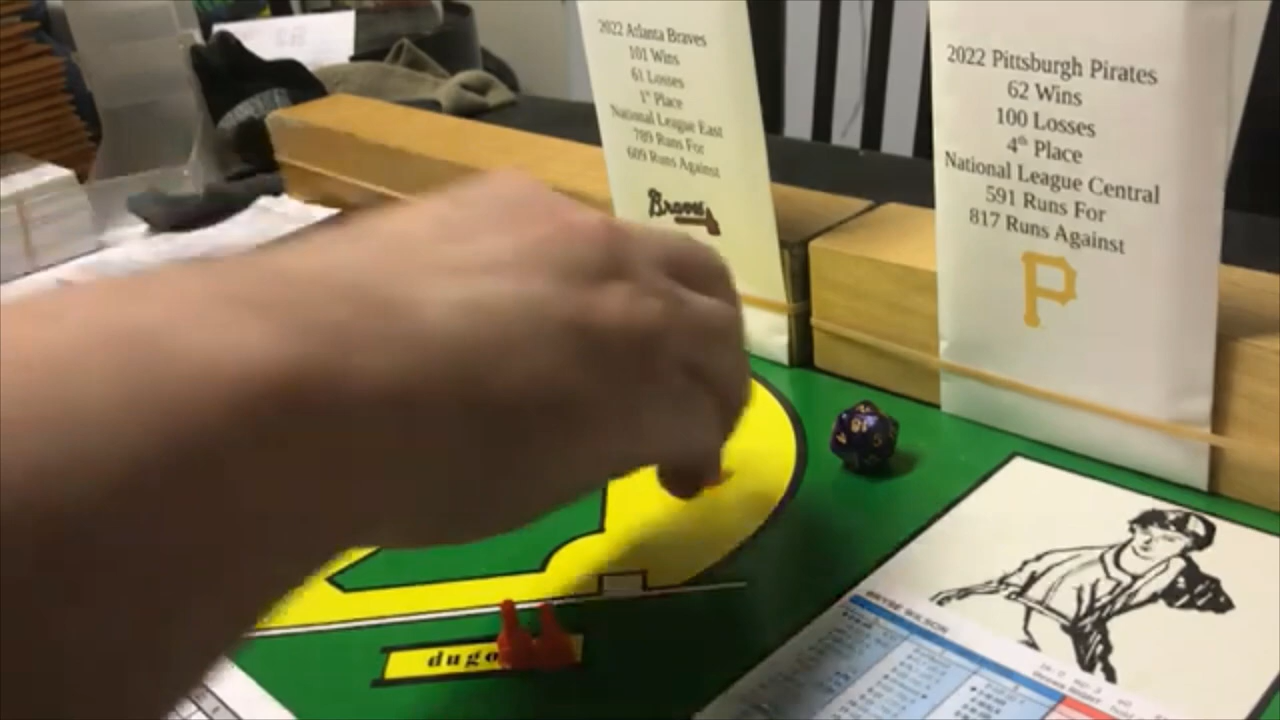 2022 Atlanta Braves
101 Wins
61 Losses
1st Place
National League East
789 Runs For
609 Runs Against
Braves
2022 Pittsburgh Pirates
62 Wins
100 Losses
4th Place
National League Central
591 Runs For
817 Runs Against
P
dugo
BRYSE WILSON